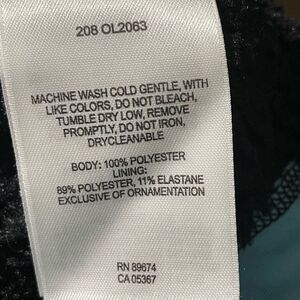 208 OL2063
MACHINE WASH COLD GENTLE, WITH
LIKE COLORS, DO NOT BLEACH,
TUMBLE DRY LOW, REMOVE
PROMPTLY, DO NOT IRON,
DRYCLEANABLE
BODY: 100% POLYESTER
LINING:
89% POLYESTER, 11% ELASTANE
EXCLUSIVE OF ORNAMENTATION
RN 89674
CA 05367